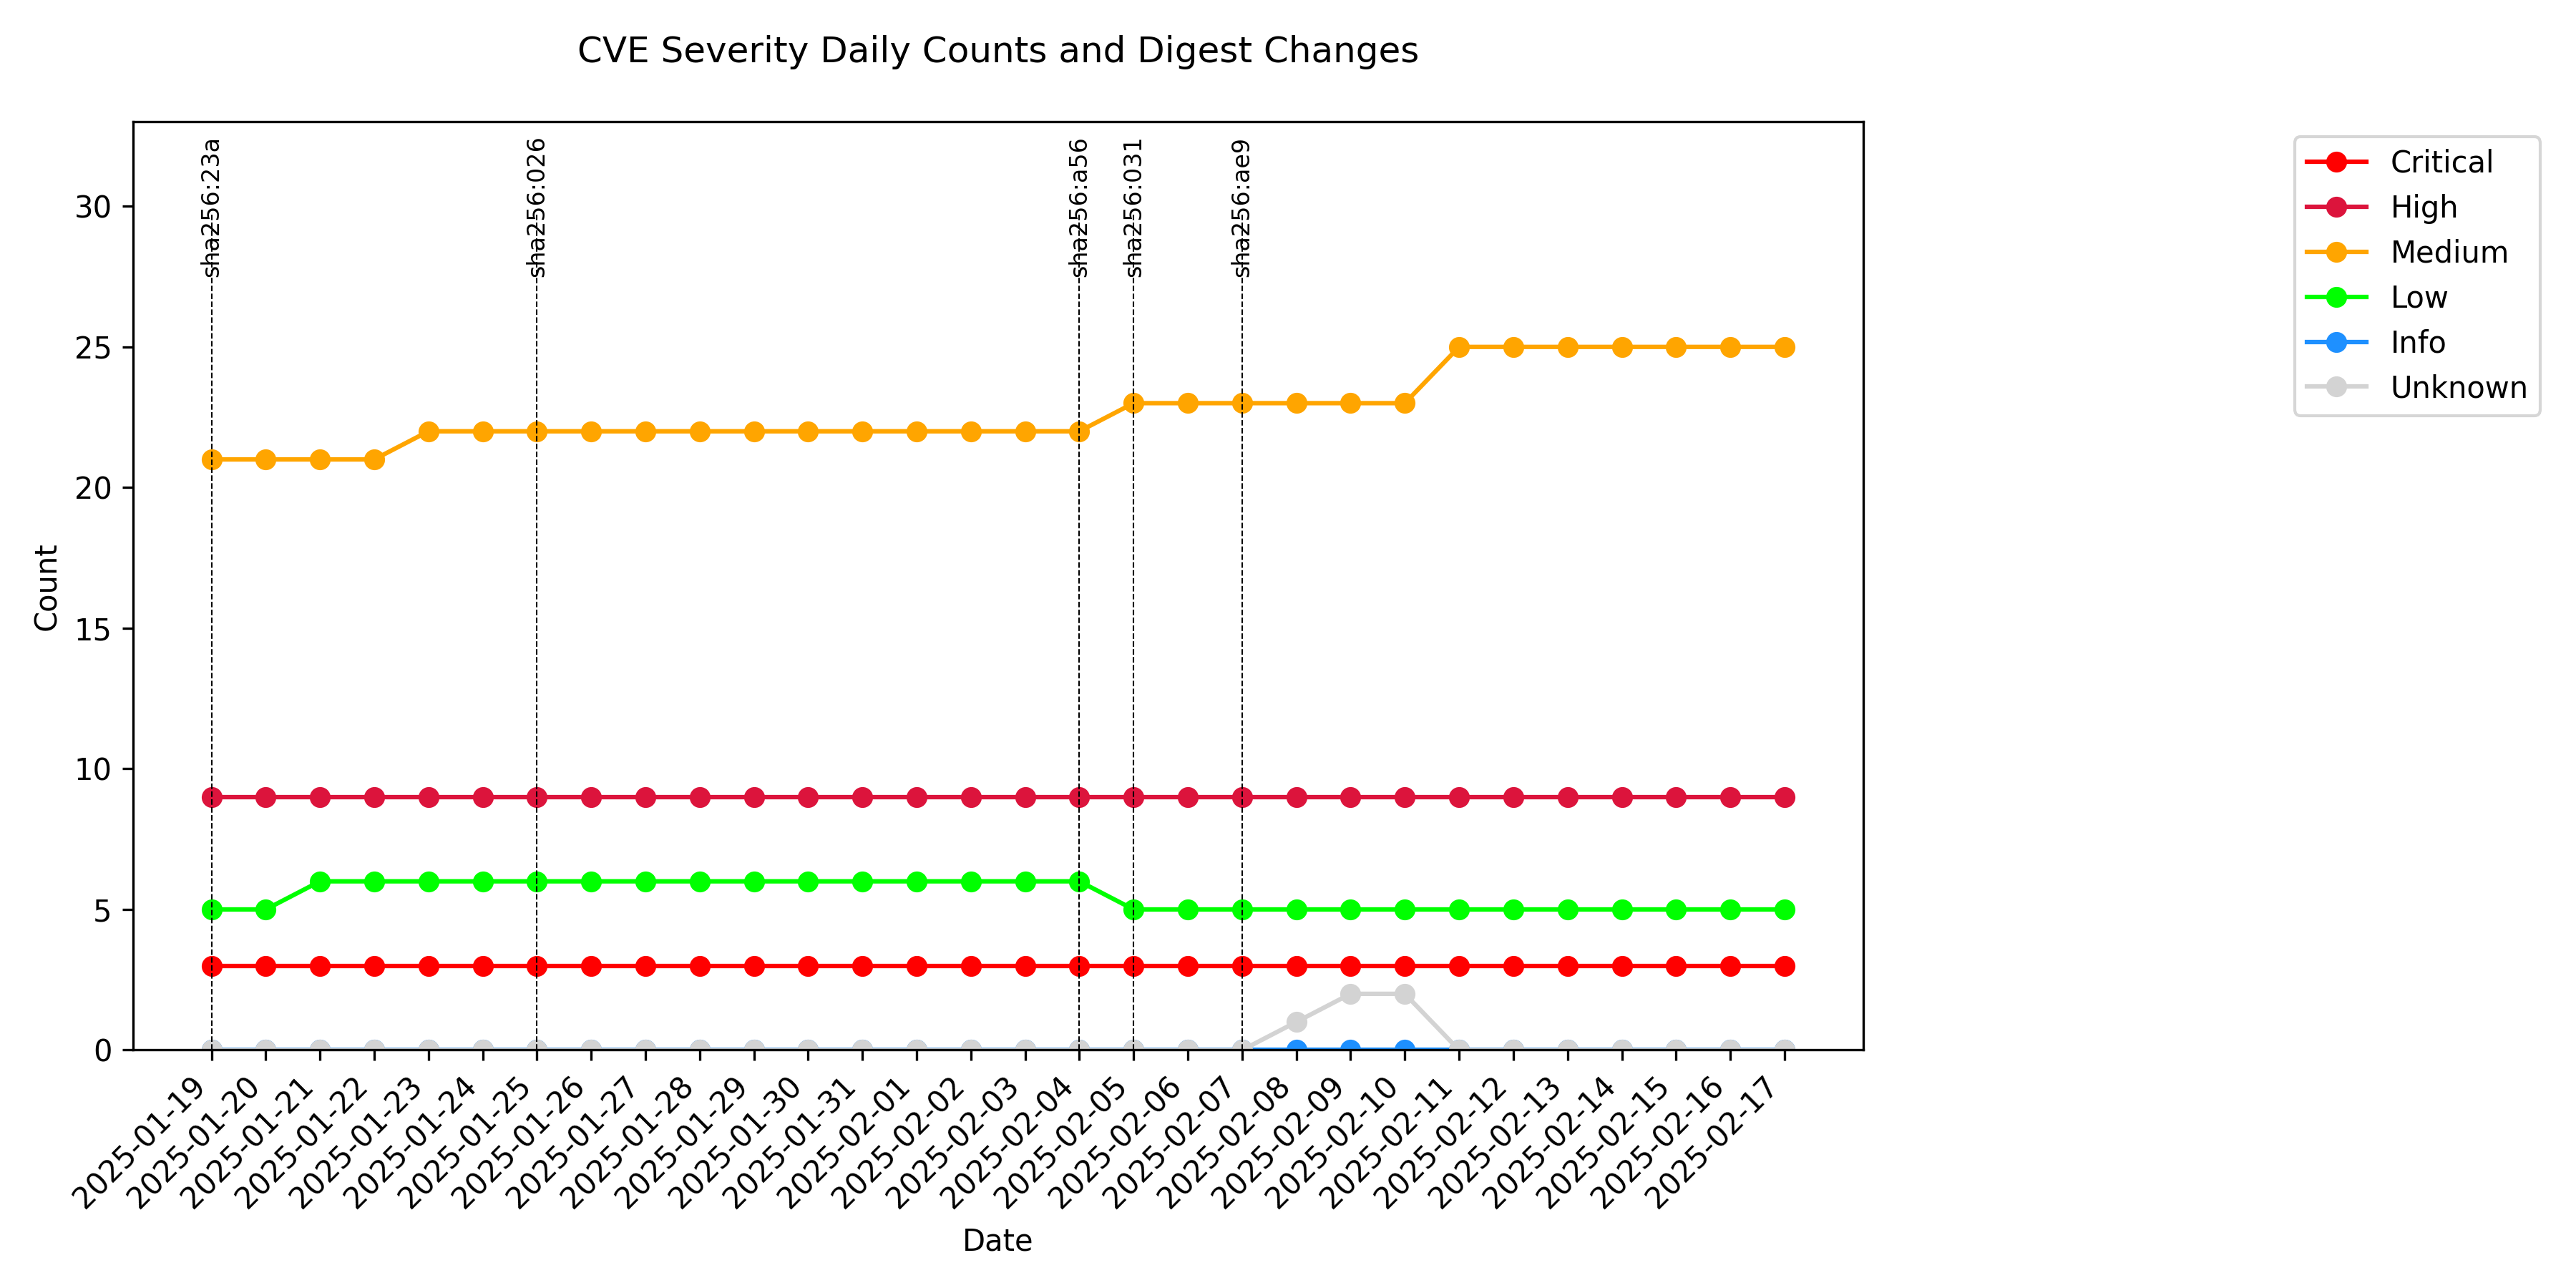 CVE Severity Daily Counts and Digest Changes
sha256:23a
sha256:026
sha256:a56
sha256:031
sha256:ae9
Critical
High
Medium
Low
Info
Unknown
Count
30
25
20
15
10
5
0
2025-01-19
2025-01-20
2025-01-21
2025-01-22
2025-01-23
2025-01-24
2025-01-25
2025-01-26
2025-01-27
2025-01-28
2025-01-29
2025-01-30
2025-01-31
2025-02-01
2025-02-02
2025-02-03
2025-02-04
2025-02-05
2025-02-06
2025-02-07
2025-02-08
2025-02-09
2025-02-10
2025-02-11
2025-02-12
2025-02-13
2025-02-14
2025-02-15
2025-02-16
2025-02-17
Date